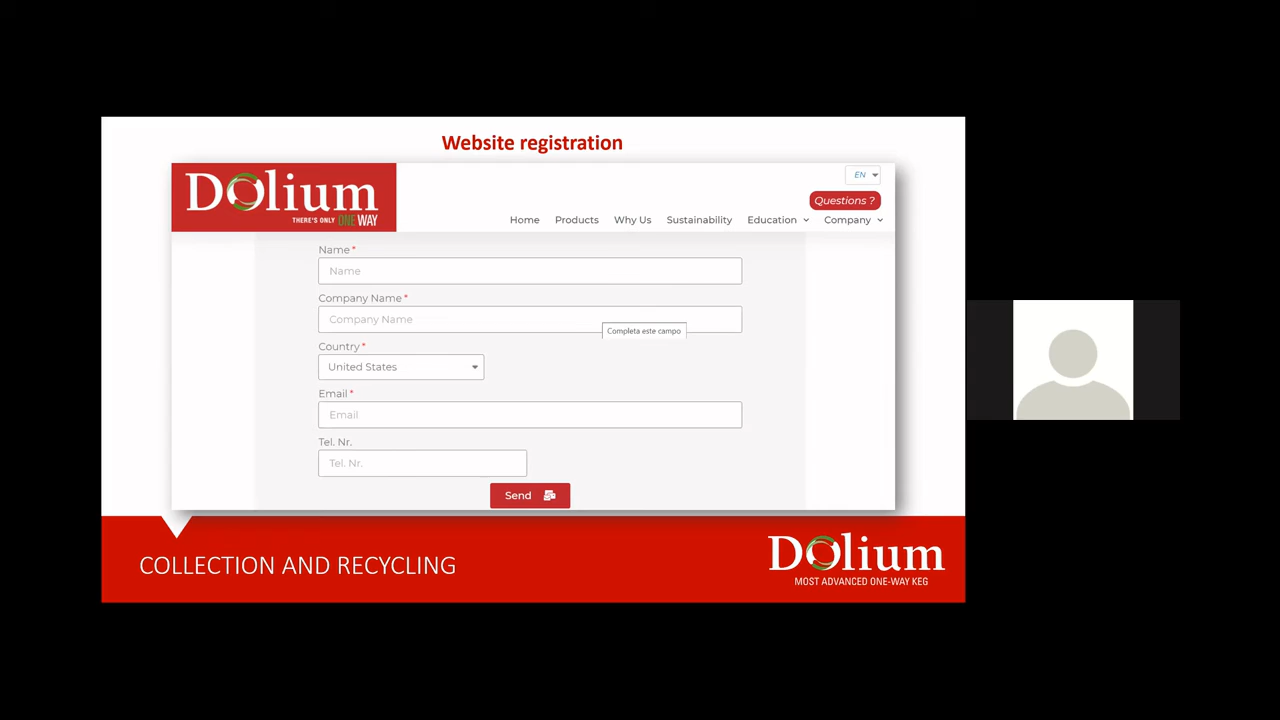 Website registration
Dolium
THERE'S ONLY ONE WAY
EN
Questions ?
Home Products Why Us Sustainability Education Company
Name *
Name
Company Name *
Company Name
Completa este campo
Country *
United States
Email *
Email
Tel. Nr.
Tel. Nr.
Send
COLLECTION AND RECYCLING
Dolium
MOST ADVANCED ONE-WAY KEG